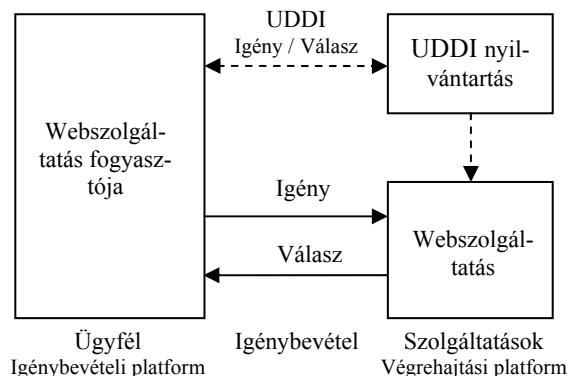 UDDI
Igény / Válasz
UDDI nyil-
vántartás
Webszolgál-
tatás fogyasz-
tója
Igény
Válasz
Webszolgál-
tatás
Ügyfél
Igénybevételi platform
Igénybevétel
Szolgáltatások
Végrehajtási platform